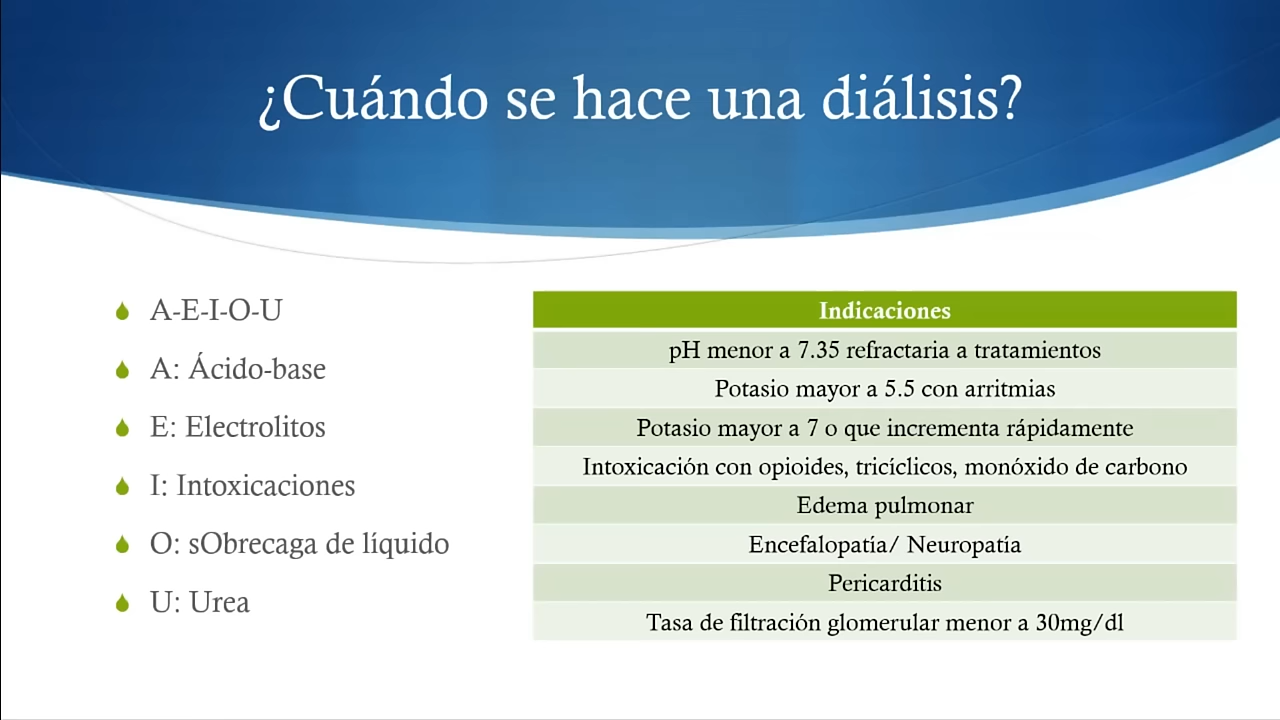 ¿Cuándo se hace una diálisis?
A-E-I-O-U
A: Ácido-base
E: Electrolitos
I: Intoxicaciones
O: sObrecaga de líquido
U: Urea
Indicaciones
pH menor a 7.35 refractaria a tratamientos
Potasio mayor a 5.5 con arritmias
Potasio mayor a 7 o que incrementa rápidamente
Intoxicación con opioides, tricíclicos, monóxido de carbono
Edema pulmonar
Encefalopatía/ Neuropatía
Pericarditis
Tasa de filtración glomerular menor a 30mg/dl